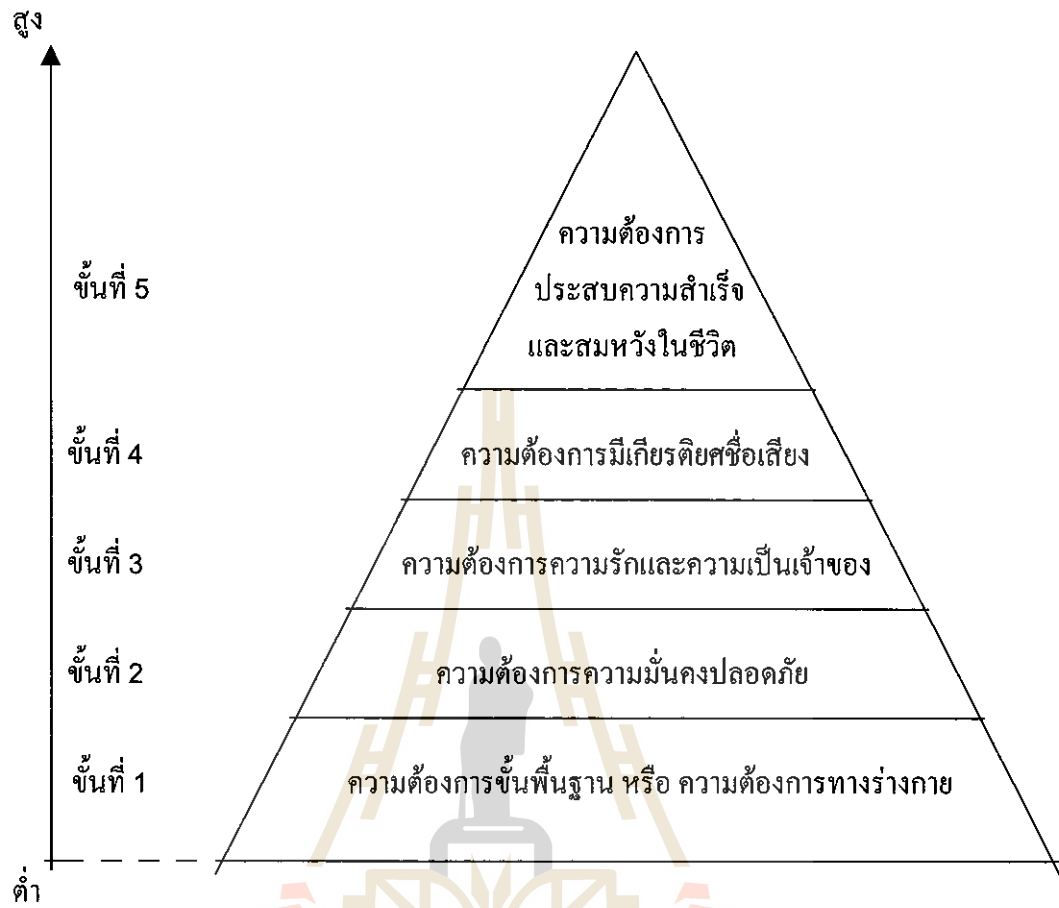 สูง
ความต้องการ
ขั้นที่ 5
ประสบความสำเร็จ
และสมหวังในชีวิต
ขั้นที่ 4
ความต้องการมีเกียรติยศชื่อเสียง
ขั้นที่ 3
ความต้องการความรักและความเป็นเจ้าของ
ขั้นที่ 2
ความต้องการความมั่นคงปลอดภัย
ขั้นที่ 1
ความต้องการขั้นพื้นฐาน หรือ ความต้องการทางร่างกาย
ต่ำ